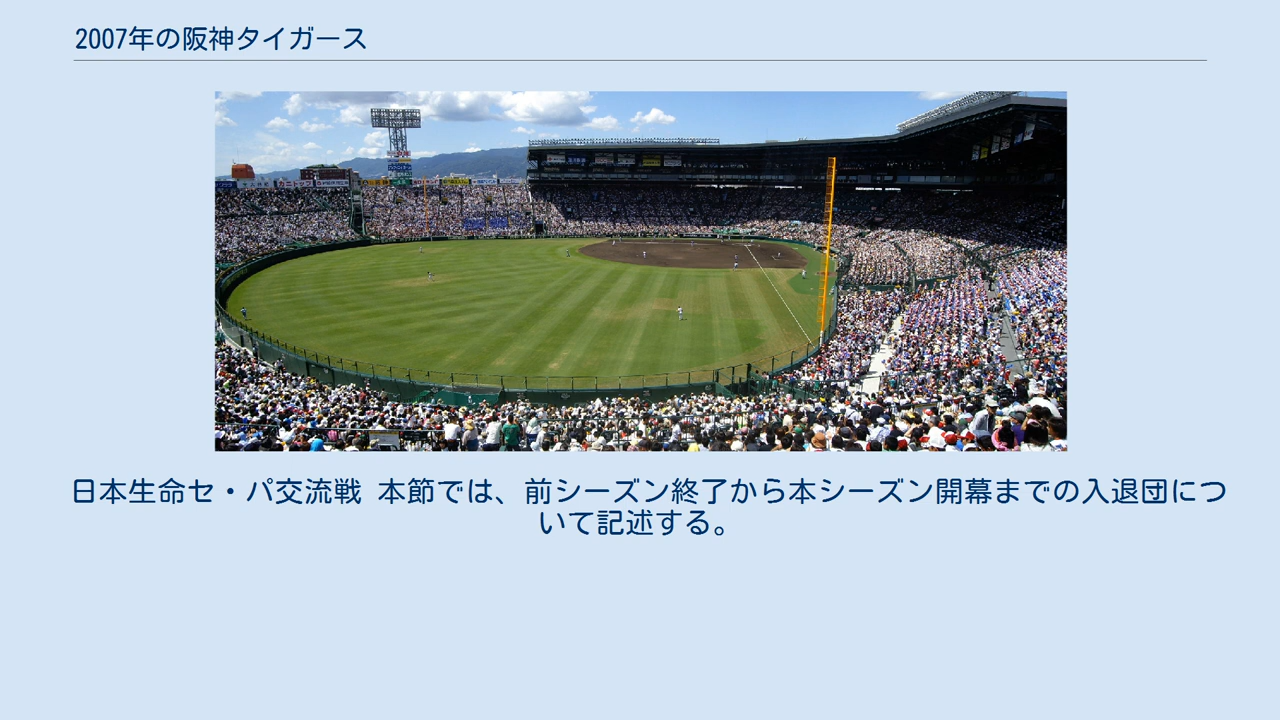 2007年の阪神タイガース
日本生命セ・パ交流戦 本節では、前シーズン終了から本シーズン開幕までの入退団につ
いて記述する。